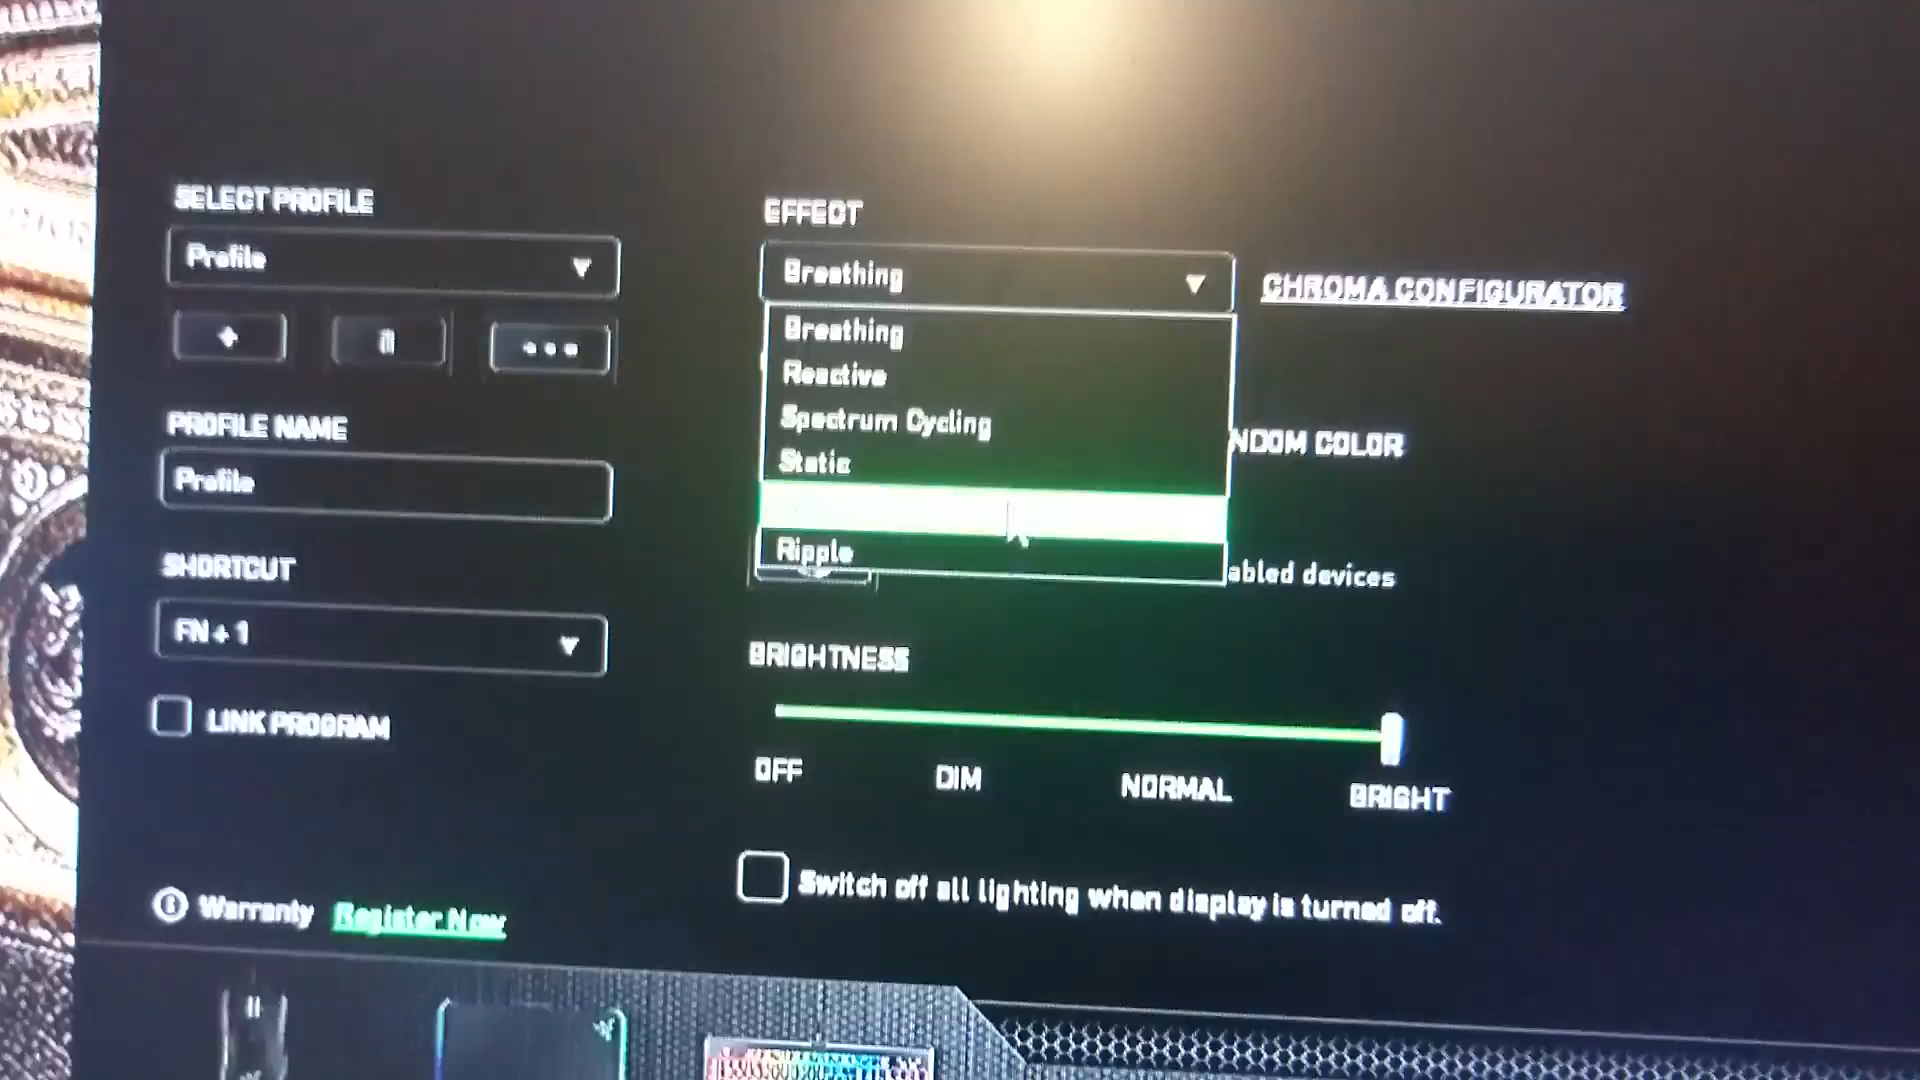 SELECT PROFILE
Profile
PROFILE NAME
Profile
SHORTCUT
FN + 1
LINK PROGRAM
Warranty Register Now
EFFECT
Breathing
CHROMA CONFIGURATOR
Breathing
Reactive
Spectrum Cycling
Static
Ripple
NDOM COLOR
abled devices
BRIGHTNESS
OFF DIM NORMAL BRIGHT
Switch off all lighting when display is turned off.